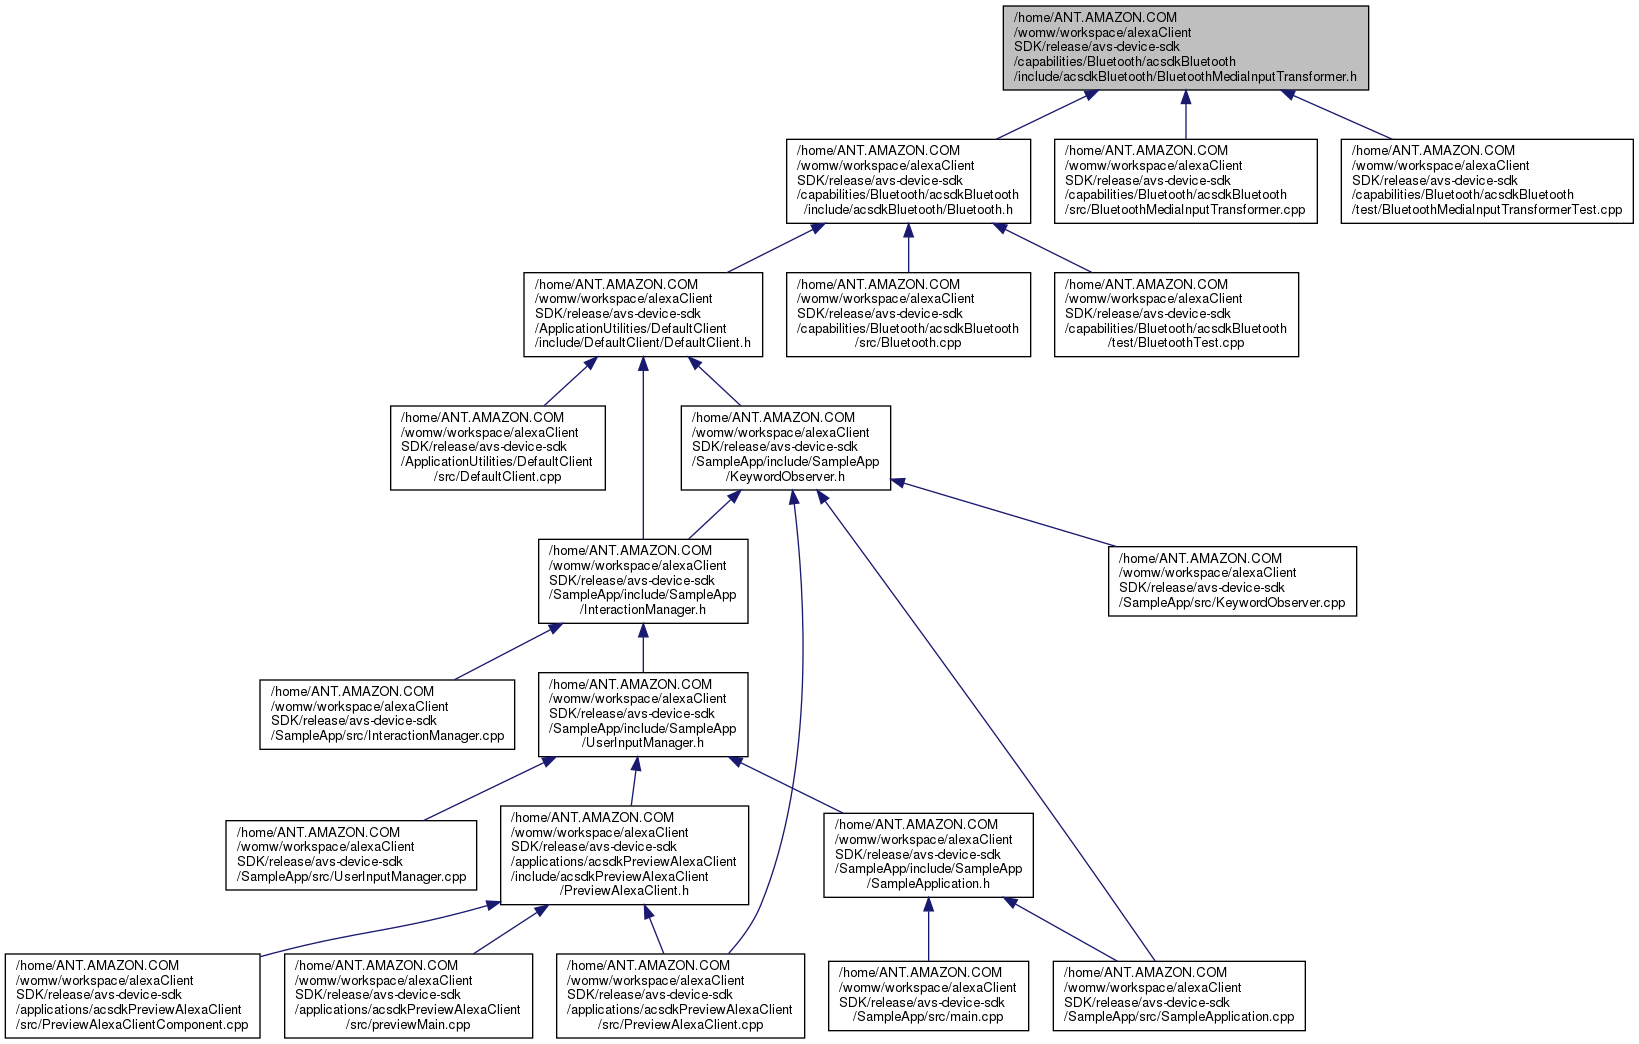 /home/ANT.AMAZON.COM
/womw/workspace/alexaClient
SDK/release/avs-device-sdk
/capabilities/Bluetooth/acsdkBluetooth
/include/acsdkBluetooth/BluetoothMediaInputTransformer.h
/home/ANT.AMAZON.COM
/womw/workspace/alexaClient
SDK/release/avs-device-sdk
/capabilities/Bluetooth/acsdkBluetooth
/include/acsdkBluetooth/Bluetooth.h
/home/ANT.AMAZON.COM
/womw/workspace/alexaClient
SDK/release/avs-device-sdk
/capabilities/Bluetooth/acsdkBluetooth
/src/BluetoothMediaInputTransformer.cpp
/home/ANT.AMAZON.COM
/womw/workspace/alexaClient
SDK/release/avs-device-sdk
/capabilities/Bluetooth/acsdkBluetooth
/test/BluetoothMediaInputTransformerTest.cpp
/home/ANT.AMAZON.COM
/womw/workspace/alexaClient
SDK/release/avs-device-sdk
/ApplicationUtilities/DefaultClient
/include/DefaultClient/DefaultClient.h
/home/ANT.AMAZON.COM
/womw/workspace/alexaClient
SDK/release/avs-device-sdk
/capabilities/Bluetooth/acsdkBluetooth
/src/Bluetooth.cpp
/home/ANT.AMAZON.COM
/womw/workspace/alexaClient
SDK/release/avs-device-sdk
/capabilities/Bluetooth/acsdkBluetooth
/test/BluetoothTest.cpp
/home/ANT.AMAZON.COM
/womw/workspace/alexaClient
SDK/release/avs-device-sdk
/ApplicationUtilities/DefaultClient
/src/DefaultClient.cpp
/home/ANT.AMAZON.COM
/womw/workspace/alexaClient
SDK/release/avs-device-sdk
/SampleApp/include/SampleApp
/KeywordObserver.h
/home/ANT.AMAZON.COM
/womw/workspace/alexaClient
SDK/release/avs-device-sdk
/SampleApp/include/SampleApp
/InteractionManager.h
/home/ANT.AMAZON.COM
/womw/workspace/alexaClient
SDK/release/avs-device-sdk
/SampleApp/src/KeywordObserver.cpp
/home/ANT.AMAZON.COM
/womw/workspace/alexaClient
SDK/release/avs-device-sdk
/SampleApp/src/InteractionManager.cpp
/home/ANT.AMAZON.COM
/womw/workspace/alexaClient
SDK/release/avs-device-sdk
/SampleApp/include/SampleApp
/UserInputManager.h
/home/ANT.AMAZON.COM
/womw/workspace/alexaClient
SDK/release/avs-device-sdk
/SampleApp/src/UserInputManager.cpp
/home/ANT.AMAZON.COM
/womw/workspace/alexaClient
SDK/release/avs-device-sdk
/applications/acsdkPreviewAlexaClient
/include/acsdkPreviewAlexaClient
/PreviewAlexaClient.h
/home/ANT.AMAZON.COM
/womw/workspace/alexaClient
SDK/release/avs-device-sdk
/SampleApp/include/SampleApp
/SampleApplication.h
/home/ANT.AMAZON.COM
/womw/workspace/alexaClient
SDK/release/avs-device-sdk
/applications/acsdkPreviewAlexaClient
/src/PreviewAlexaClientComponent.cpp
/home/ANT.AMAZON.COM
/womw/workspace/alexaClient
SDK/release/avs-device-sdk
/applications/acsdkPreviewAlexaClient
/src/previewMain.cpp
/home/ANT.AMAZON.COM
/womw/workspace/alexaClient
SDK/release/avs-device-sdk
/applications/acsdkPreviewAlexaClient
/src/PreviewAlexaClient.cpp
/home/ANT.AMAZON.COM
/womw/workspace/alexaClient
SDK/release/avs-device-sdk
/SampleApp/src/main.cpp
/home/ANT.AMAZON.COM
/womw/workspace/alexaClient
SDK/release/avs-device-sdk
/SampleApp/src/SampleApplication.cpp